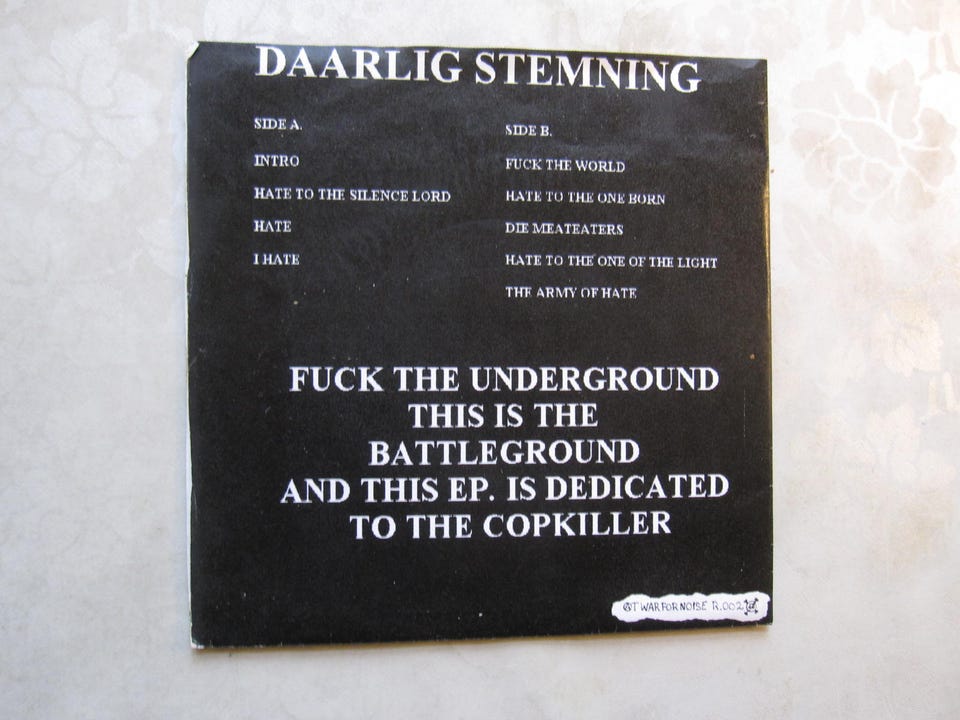 DAARLIG STEMNING
SIDE A.
INTRO
HATE TO THE SILENCE LORD
HATE
I HATE
SIDE B.
FUCK THE WORLD
HATE TO THE ONE BORN
DIE MEATEATERS
HATE TO THE ONE OF THE LIGHT
THE ARMY OF HATE
FUCK THE UNDERGROUND
THIS IS THE
BATTLEGROUND
AND THIS EP. IS DEDICATED
TO THE COPKILLER
ⒶT WAR FOR NOISE R.002